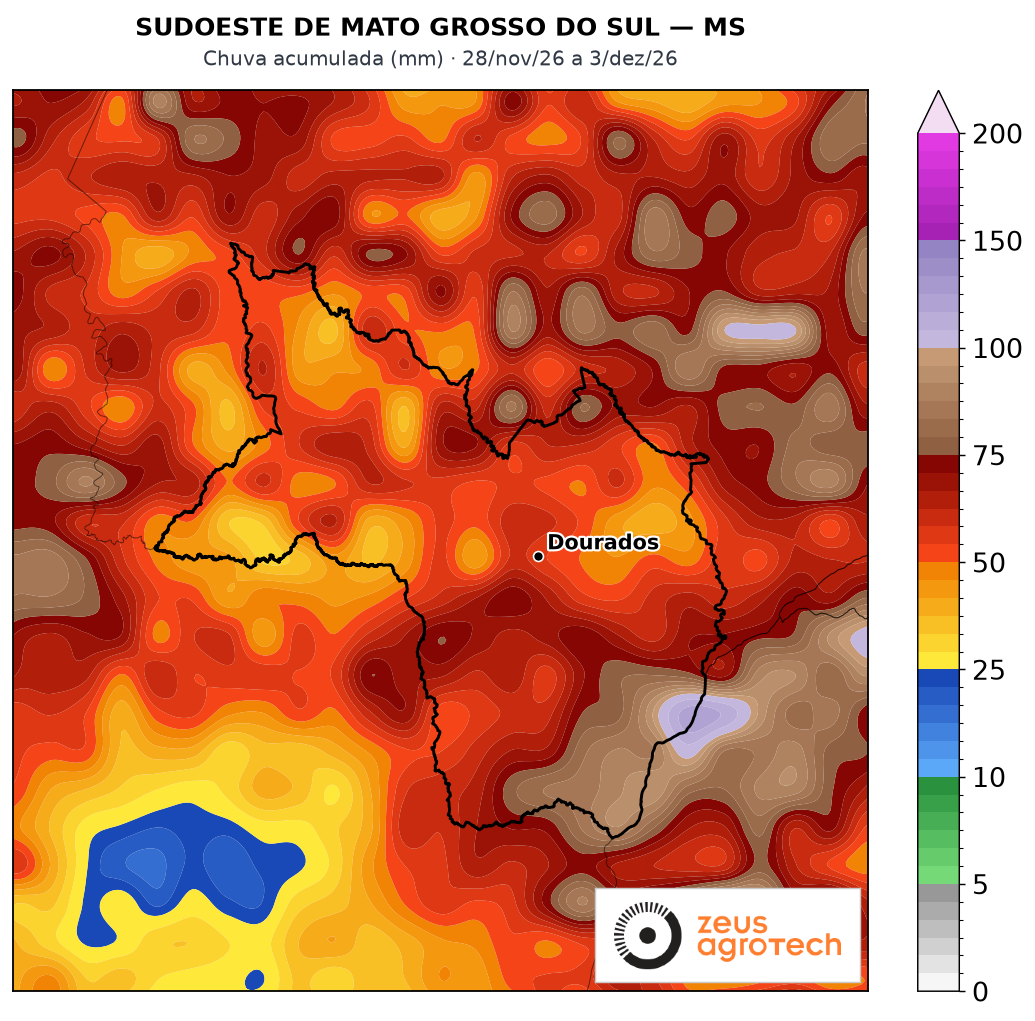 SUDOESTE DE MATO GROSSO DO SUL — MS
Chuva acumulada (mm) · 28/nov/26 a 3/dez/26
200
150
100
75
50
25
10
5
0
Dourados
zeus
agrotech